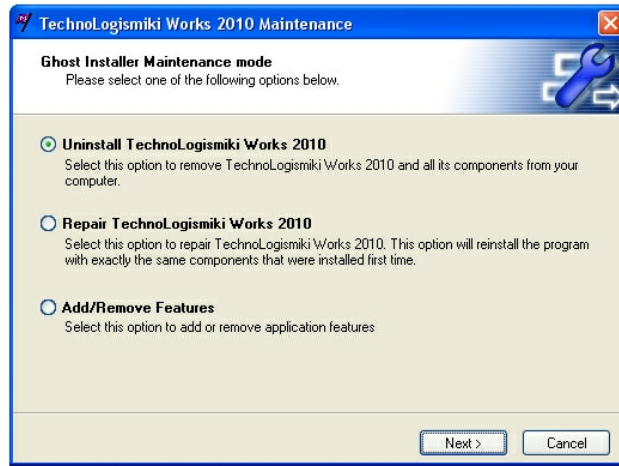 TechnoLogismiki Works 2010 Maintenance
Ghost Installer Maintenance mode
Please select one of the following options below.
Uninstall TechnoLogismiki Works 2010
Select this option to remove TechnoLogismiki Works 2010 and all its components from your
computer.
Repair TechnoLogismiki Works 2010
Select this option to repair TechnoLogismiki Works 2010. This option will reinstall the program
with exactly the same components that were installed first time.
Add/Remove Features
Select this option to add or remove application features
Next > Cancel